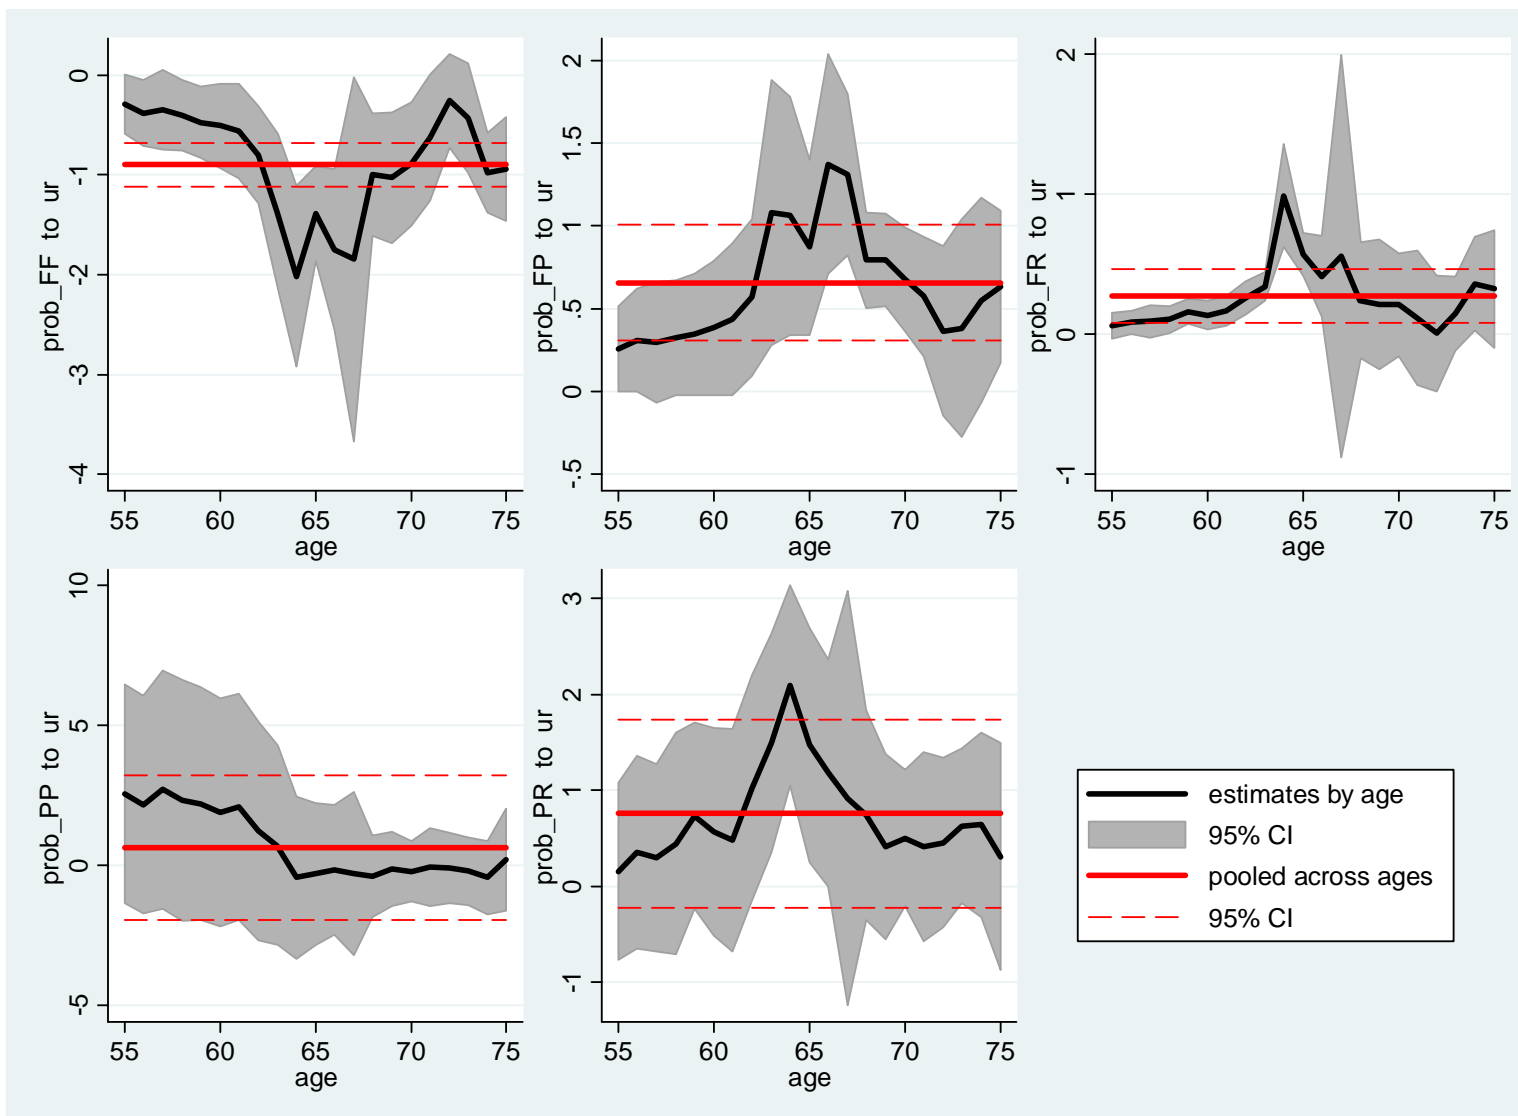 prob_FF to ur
0
-1
-2
-3
-4
55 60 65 70 75
age
prob_FP to ur
2
1.5
1
.5
0
-.5
55 60 65 70 75
age
prob_FR to ur
2
1
0
-1
55 60 65 70 75
age
prob_PP to ur
10
5
0
-5
55 60 65 70 75
age
prob_PR to ur
3
2
1
0
-1
55 60 65 70 75
age
estimates by age
95% CI
pooled across ages
95% CI